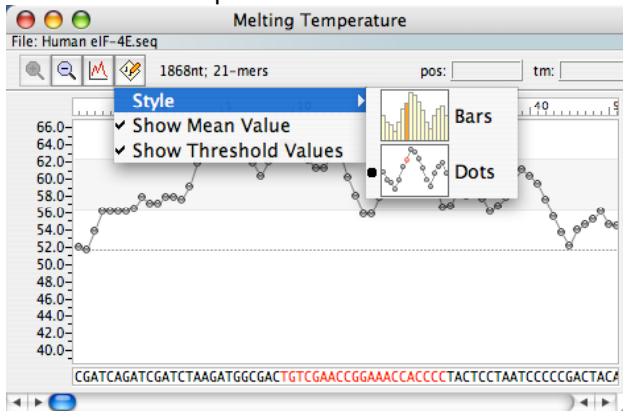 Melting Temperature
File: Human eIF-4E.seq
1868nt; 21-mers pos: tm:
Style
Show Mean Value
Show Threshold Values
Bars
Dots
40
66.0
64.0
62.0
60.0
58.0
56.0
54.0
52.0
50.0
48.0
46.0
44.0
42.0
40.0
CGATCAGATCGATCTAAGATGGCGACTGTCGAACCGGAAACCACCCCTACTCCTAATCCCCCGACTACA